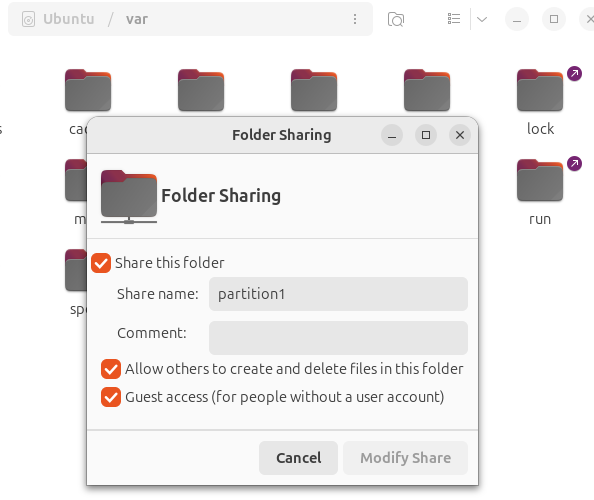 Ubuntu / var
lock
Folder Sharing
Folder Sharing
run
Share this folder
Share name: partition1
Comment:
Allow others to create and delete files in this folder
Guest access (for people without a user account)
Cancel Modify Share